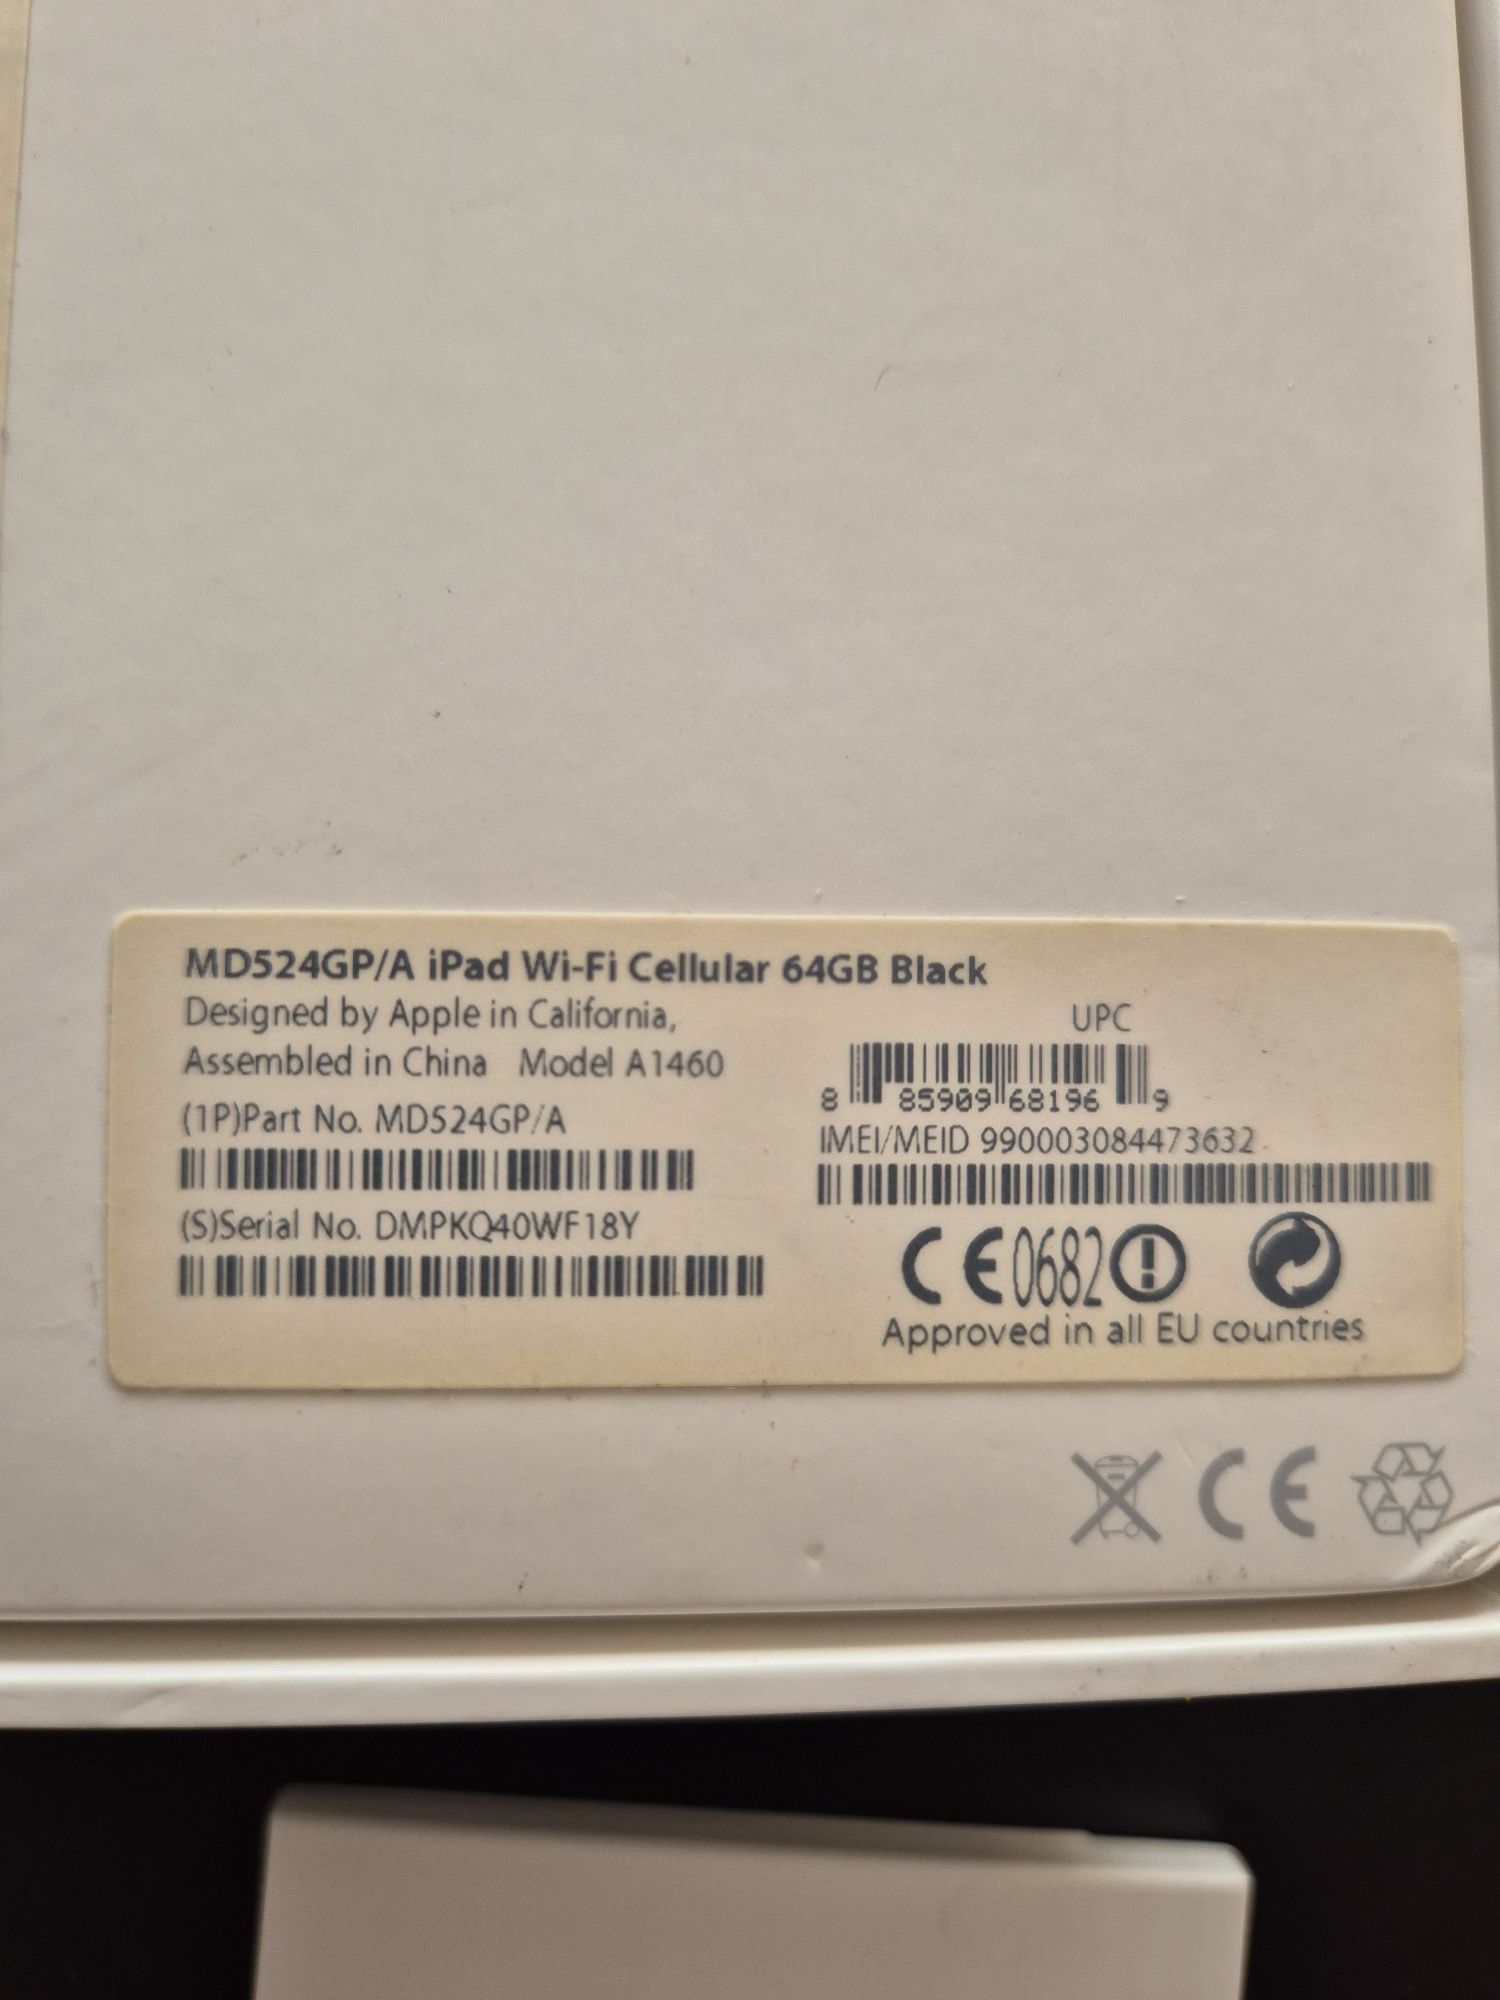 MD524GP/A iPad Wi-Fi Cellular 64GB Black
Designed by Apple in California,
Assembled in China Model A1460
(1P)Part No. MD524GP/A
(S)Serial No. DMPKQ40WF18Y
UPC
8 85909 68196 9
IMEI/MEID 990003084473632
CE0682
Approved in all EU countries
CE